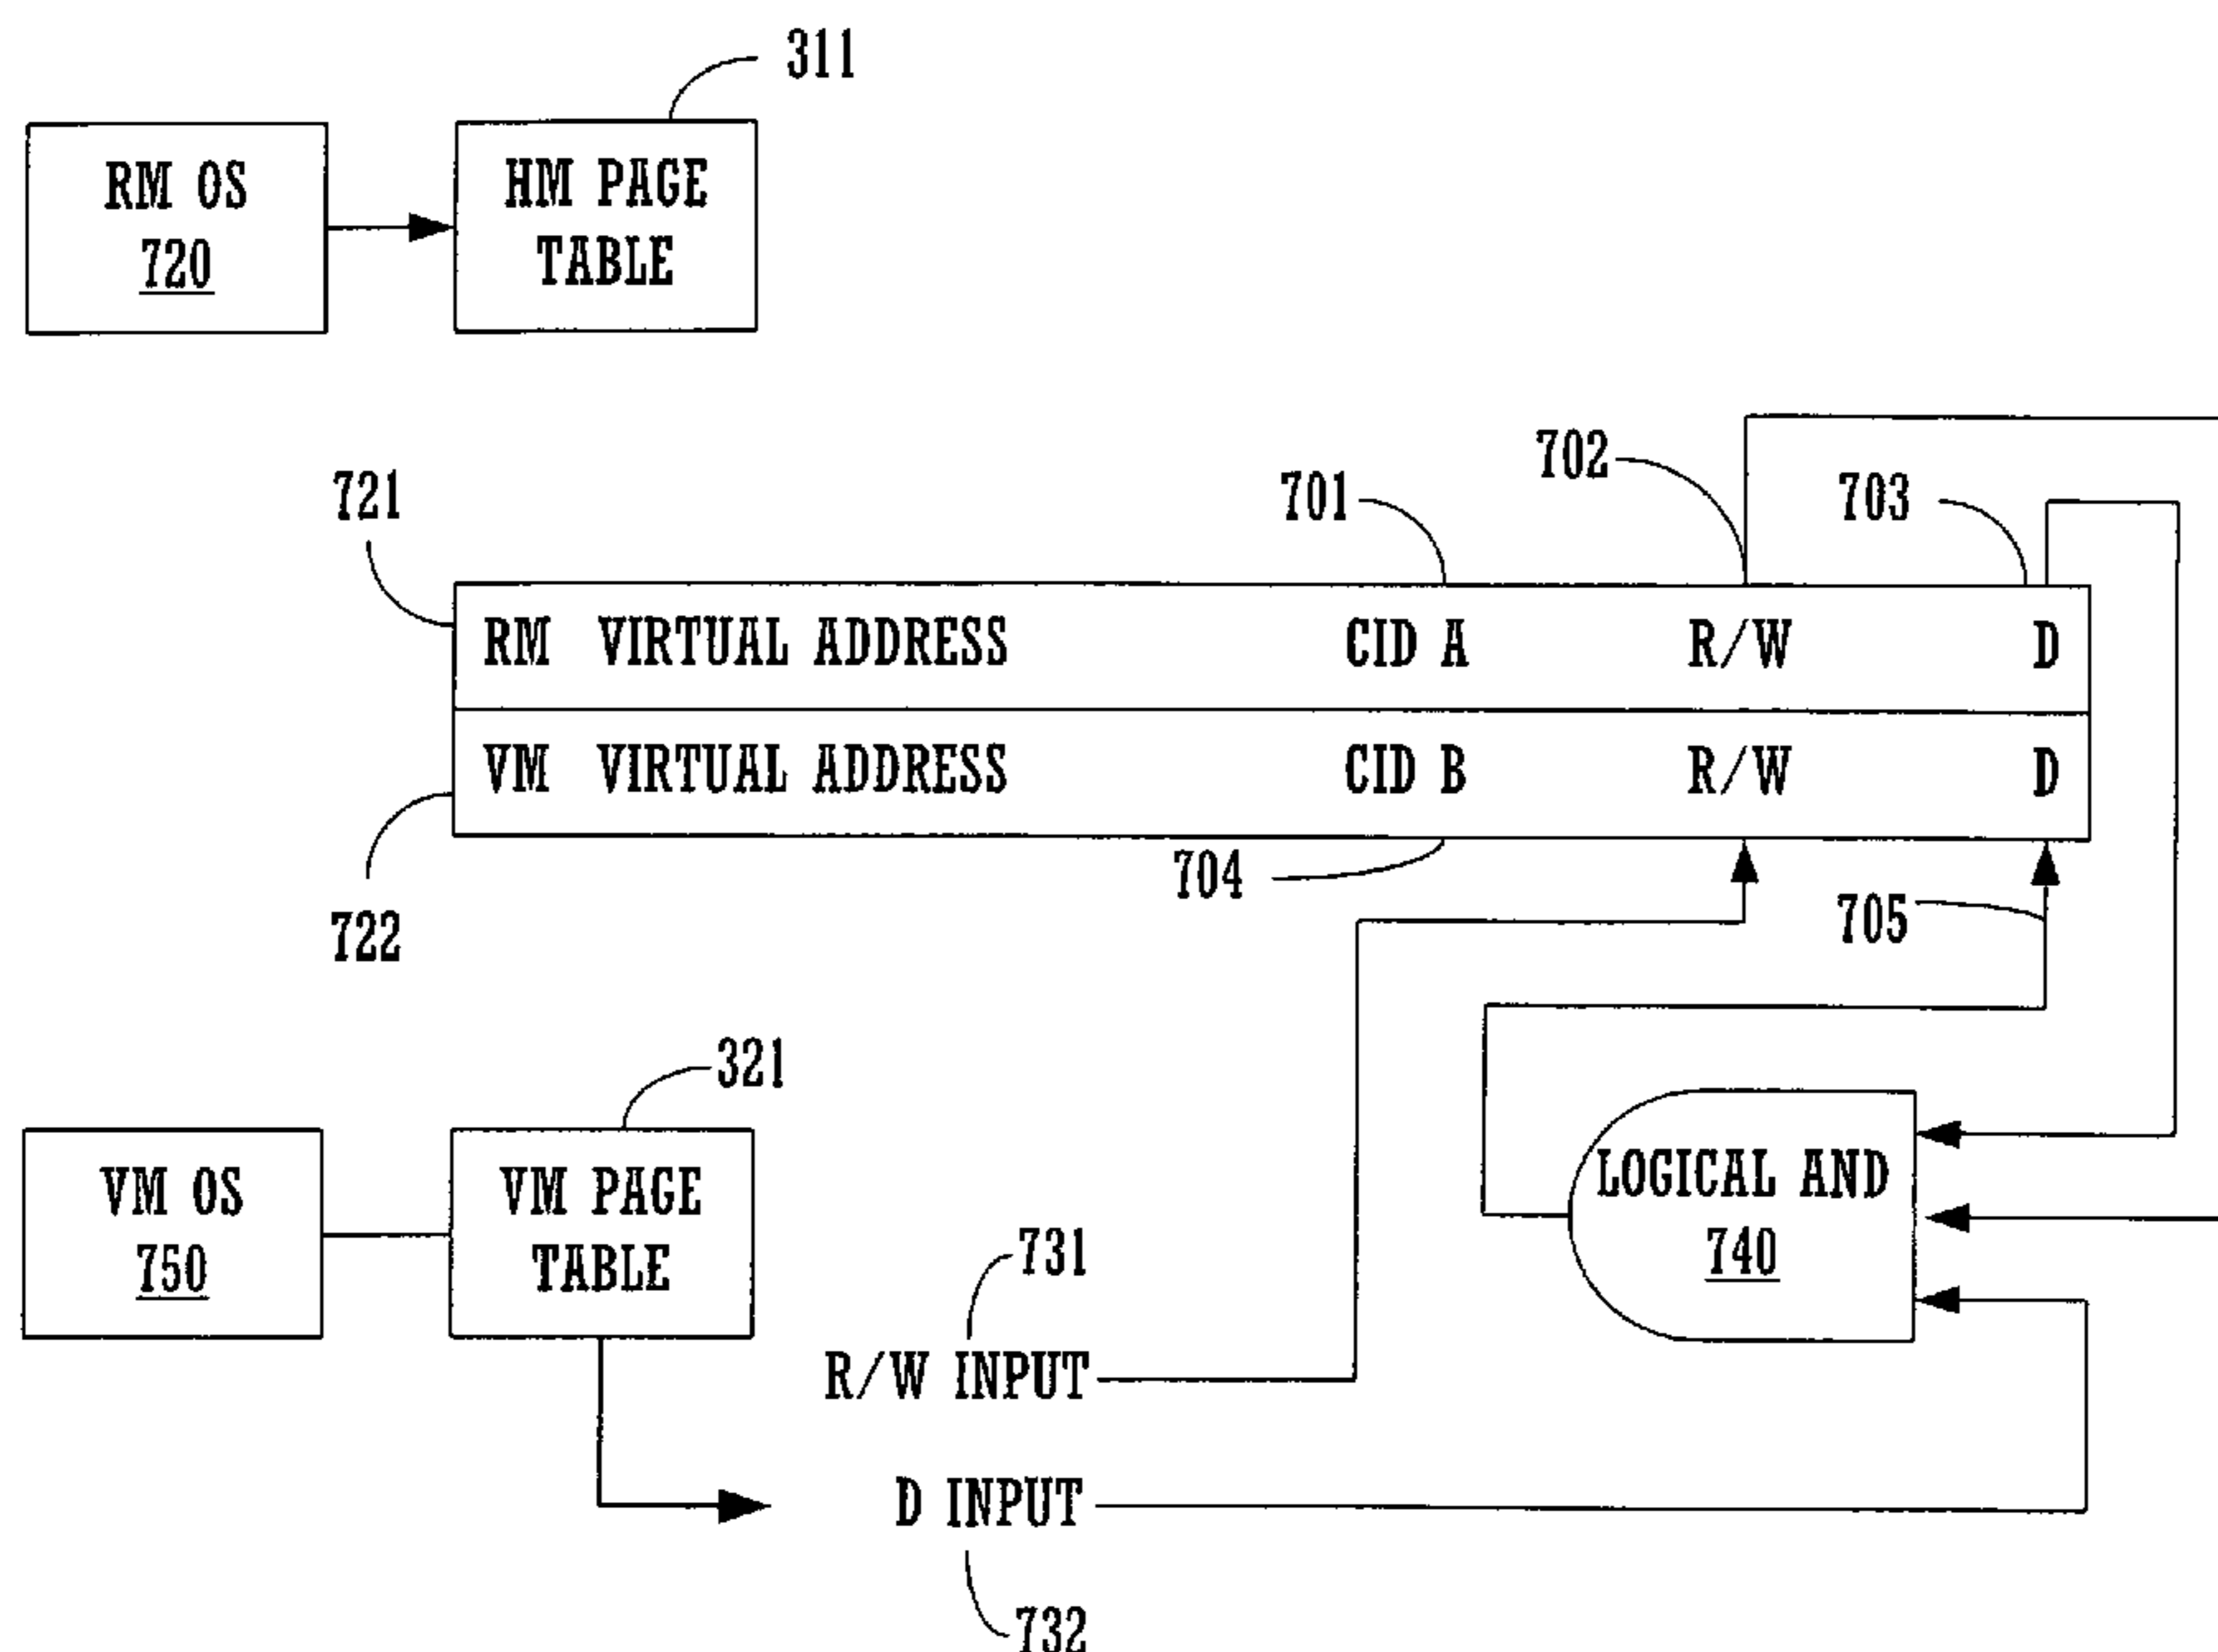 311
RM OS
720
HM PAGE
TABLE
721
701
702
703
RM VIRTUAL ADDRESS CID A R/W D
VM VIRTUAL ADDRESS CID B R/W D
722
704
705
321
VM OS
750
VM PAGE
TABLE
LOGICAL AND
740
731
R/W INPUT
D INPUT
732